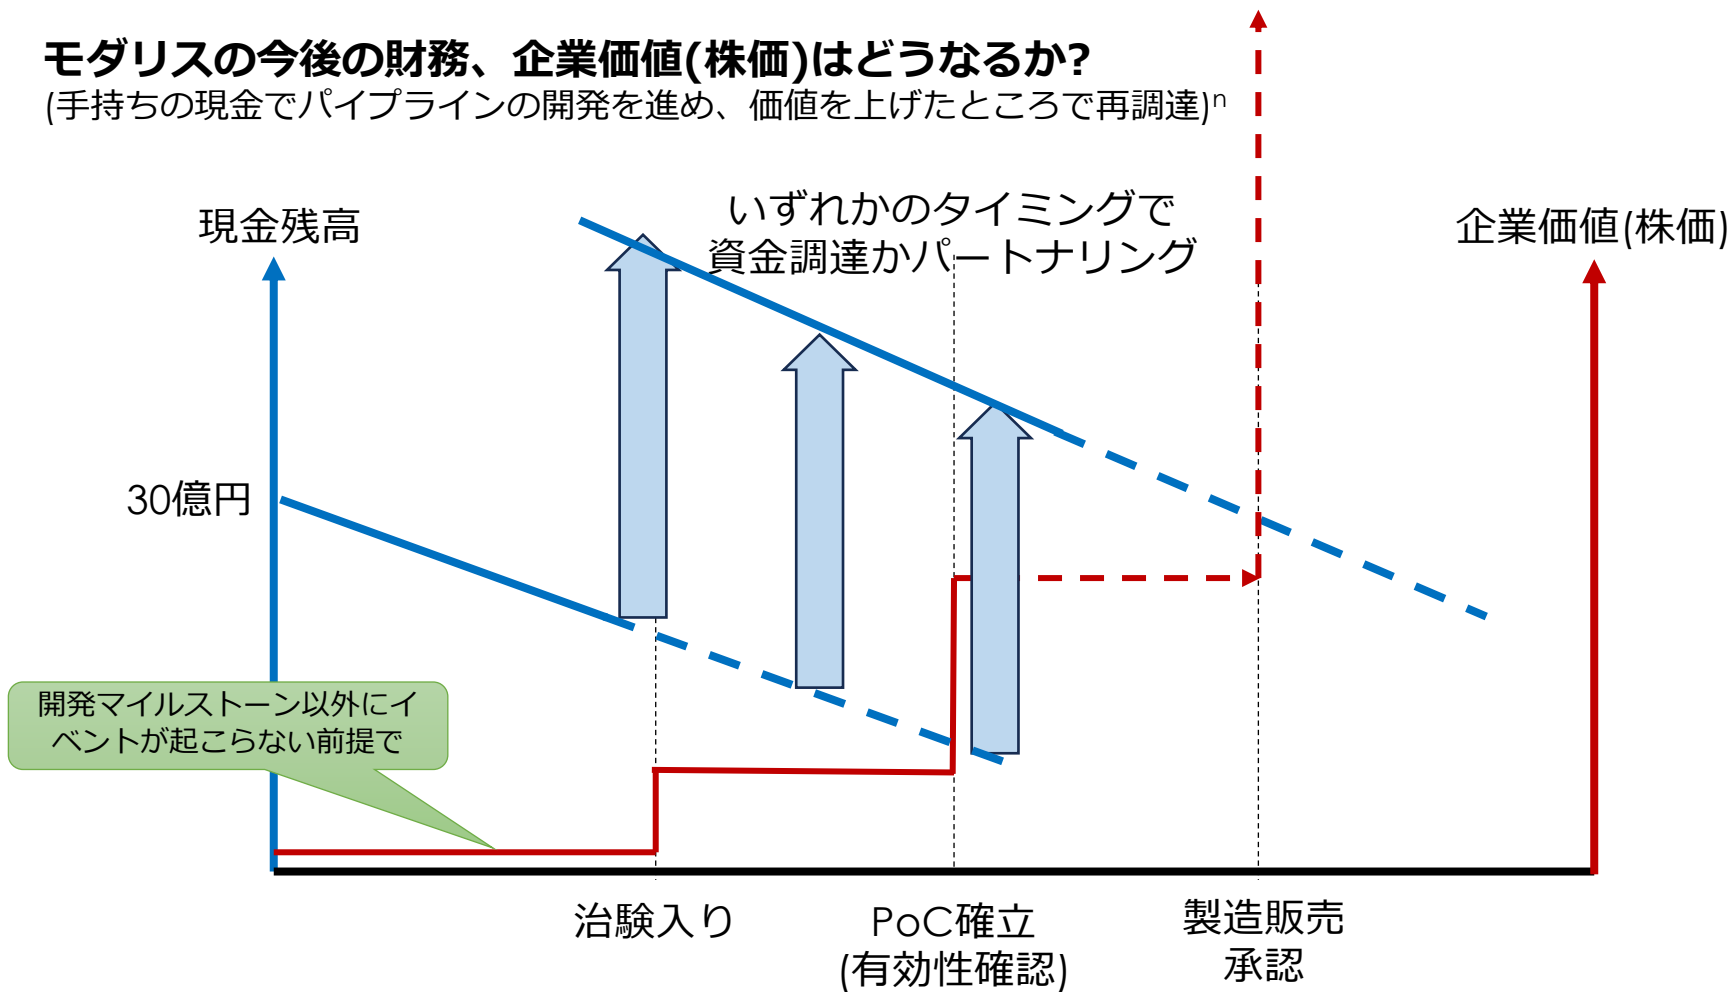 モダリスの今後の財務、企業価値(株価)はどうなるか?
(手持ちの現金でパイプラインの開発を進め、価値を上げたところで再調達)ⁿ
いずれかのタイミングで
資金調達かパートナリング
現金残高
企業価値(株価)
30億円
開発マイルストーン以外にイ
ベントが起こらない前提で
治験入り
PoC確立
(有効性確認)
製造販売
承認